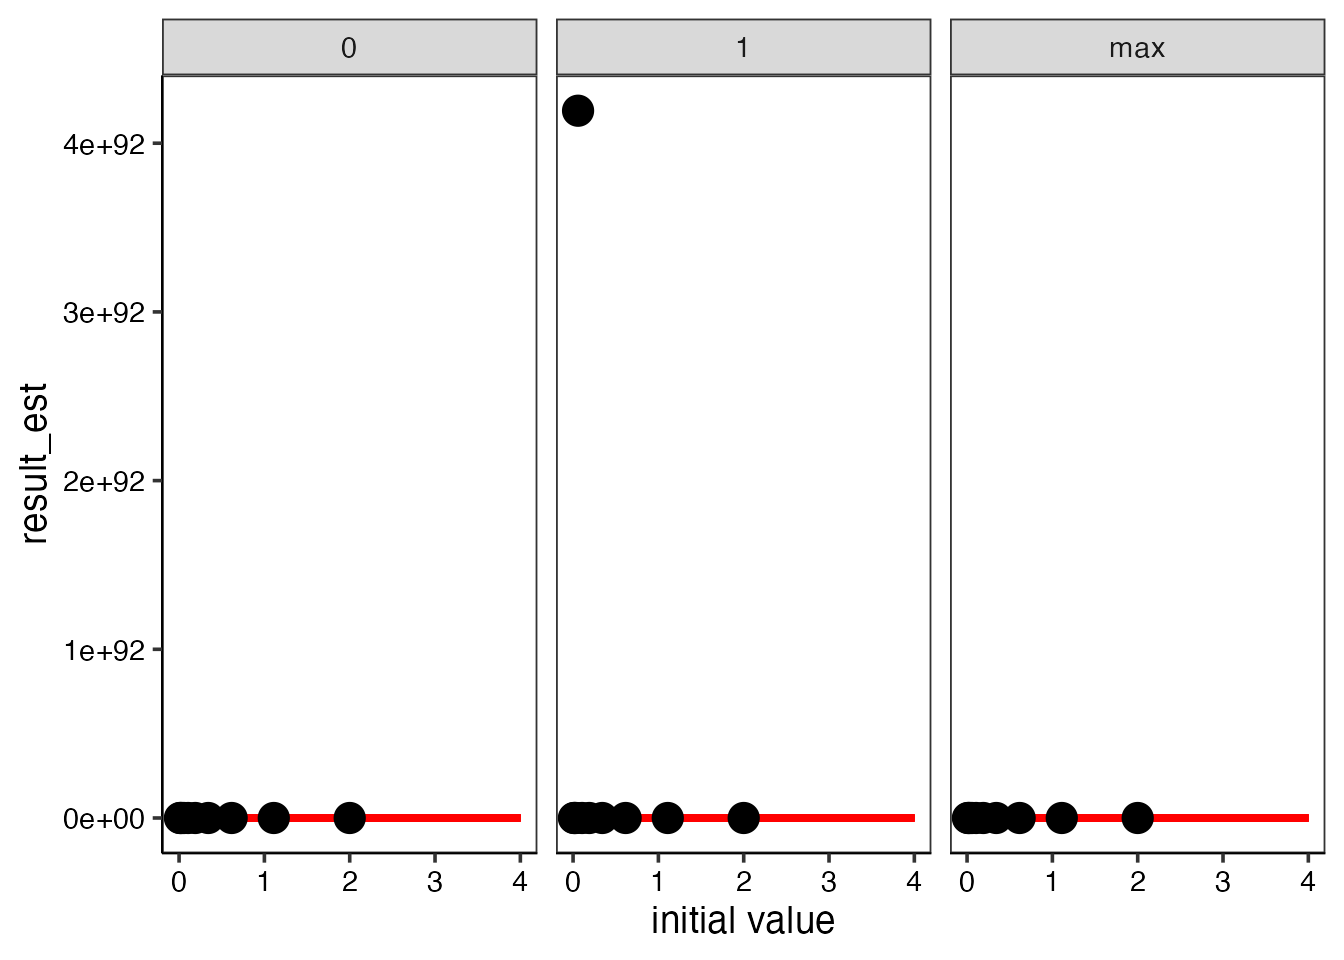 0 1 max
4e+92
3e+92
2e+92
1e+92
0e+00
result_est
0 1 2 3 4 0 1 2 3 4 0 1 2 3 4
initial value